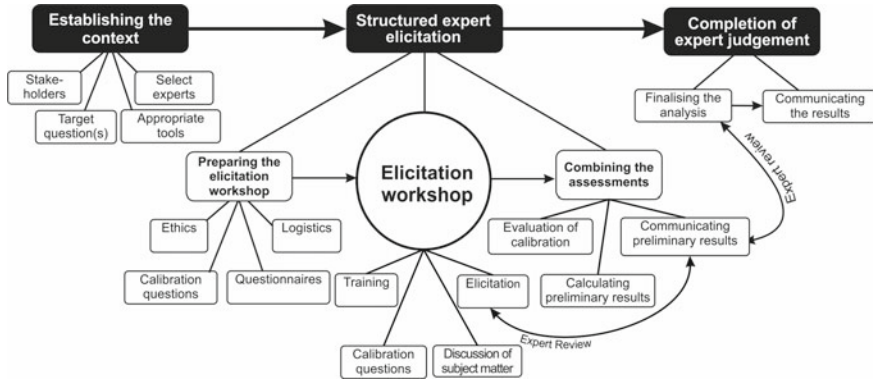 Establishing the
context
Structured expert
elicitation
Completion of
expert judgement
Stake-
holders
Select
experts
Target
question(s)
Appropriate
tools
Finalising the
analysis
Communicating
the results
Expert review
Preparing the
elicitation
workshop
Elicitation
workshop
Combining the
assessments
Ethics
Logistics
Calibration
questions
Questionnaires
Evaluation of
calibration
Communicating
preliminary results
Training
Elicitation
Calculating
preliminary results
Calibration
questions
Discussion of
subject matter
Expert Review